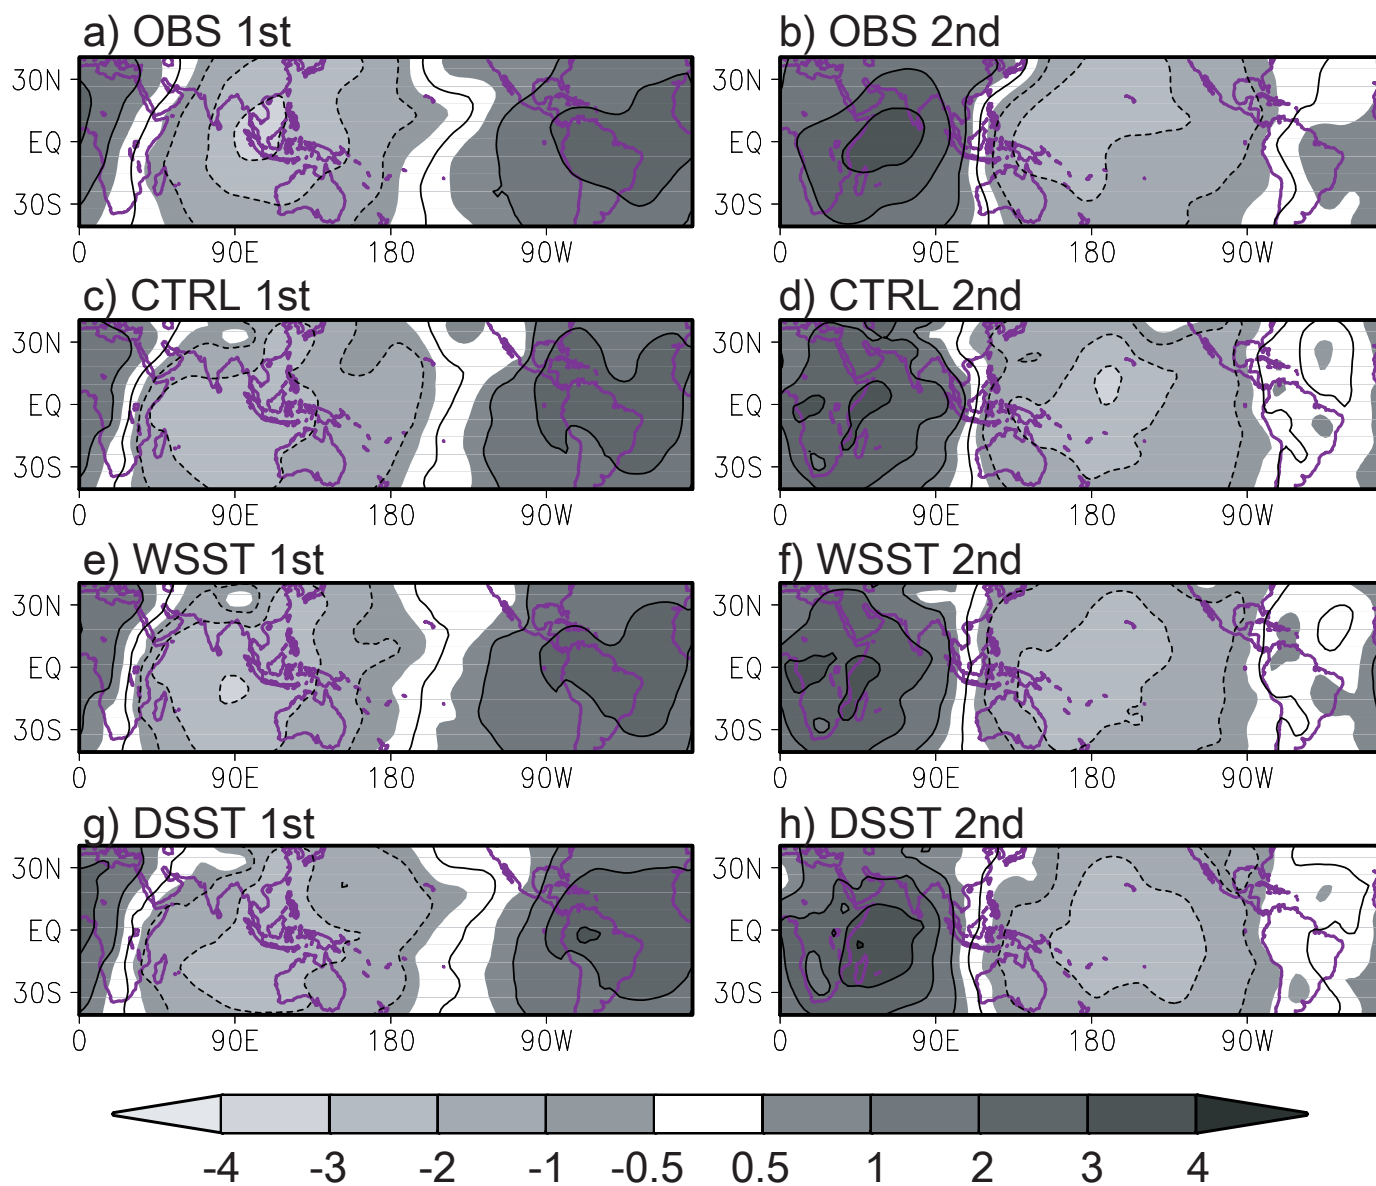 a) OBS 1st
b) OBS 2nd
30N
EQ
30S
0 90E 180 90W
30N
EQ
30S
0 90E 180 90W
c) CTRL 1st
d) CTRL 2nd
30N
EQ
30S
0 90E 180 90W
30N
EQ
30S
0 90E 180 90W
e) WSST 1st
f) WSST 2nd
30N
EQ
30S
0 90E 180 90W
30N
EQ
30S
0 90E 180 90W
g) DSST 1st
h) DSST 2nd
30N
EQ
30S
0 90E 180 90W
30N
EQ
30S
0 90E 180 90W
-4 -3 -2 -1 -0.5 0.5 1 2 3 4